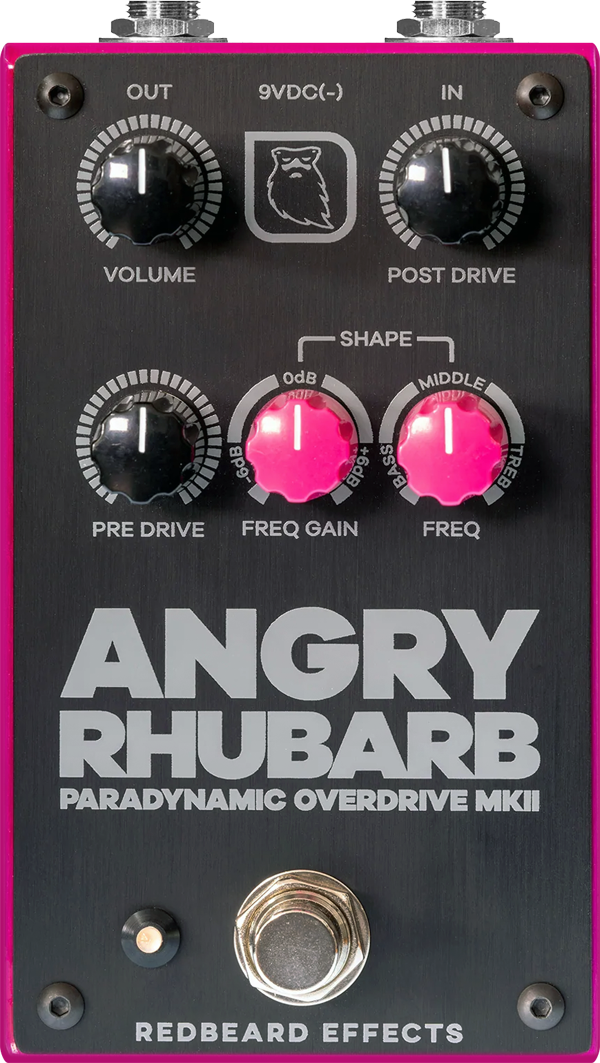 OUT 9VDC(-) IN
VOLUME POST DRIVE
SHAPE
0dB MIDDLE
-6dB +6dB BASS TREBLE
PRE DRIVE FREQ GAIN FREQ
ANGRY
RHUBARB
PARADYNAMIC OVERDRIVE MKII
REDBEARD EFFECTS